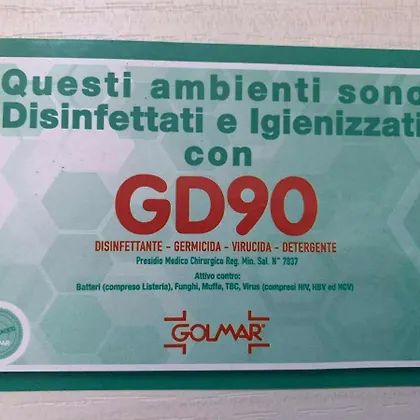 Questi ambienti sono
Disinfettati e Igienizzati
con
GD90
DISINFETTANTE - GERMICIDA - VIRUCIDA - DETERGENTE
Presidio Medico Chirurgico Reg. Min. Sal. N° 7837
Attivo contro:
Batteri (compreso Listeria), Funghi, Muffe, TBC, Virus (compresi HIV, HBV ed HCV)
GOLMAR®